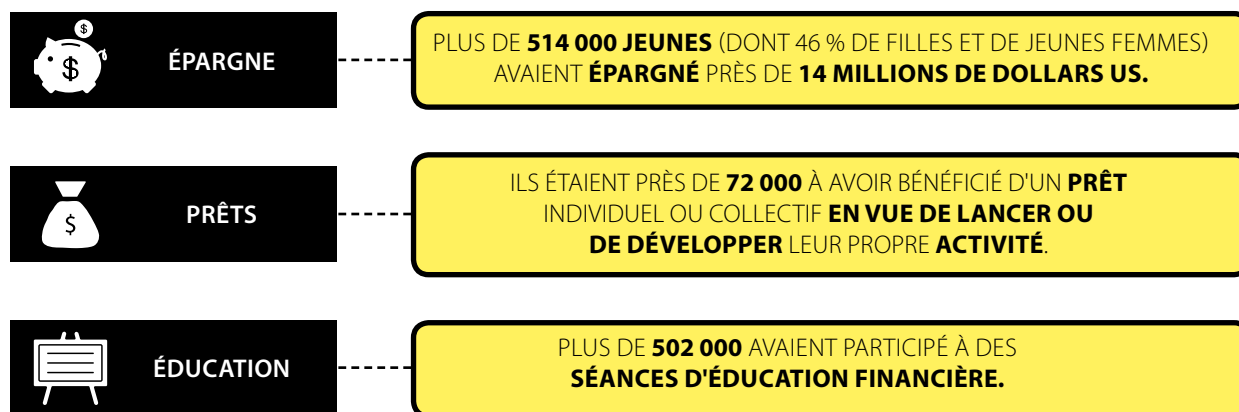 ÉPARGNE
PLUS DE 514 000 JEUNES (DONT 46 % DE FILLES ET DE JEUNES FEMMES)
AVAIENT ÉPARGNÉ PRÈS DE 14 MILLIONS DE DOLLARS US.
PRÊTS
ILS ÉTAIENT PRÈS DE 72 000 À AVOIR BÉNÉFICIÉ D'UN PRÊT
INDIVIDUEL OU COLLECTIF EN VUE DE LANCER OU
DE DÉVELOPPER LEUR PROPRE ACTIVITÉ.
ÉDUCATION
PLUS DE 502 000 AVAIENT PARTICIPÉ À DES
SÉANCES D'ÉDUCATION FINANCIÈRE.